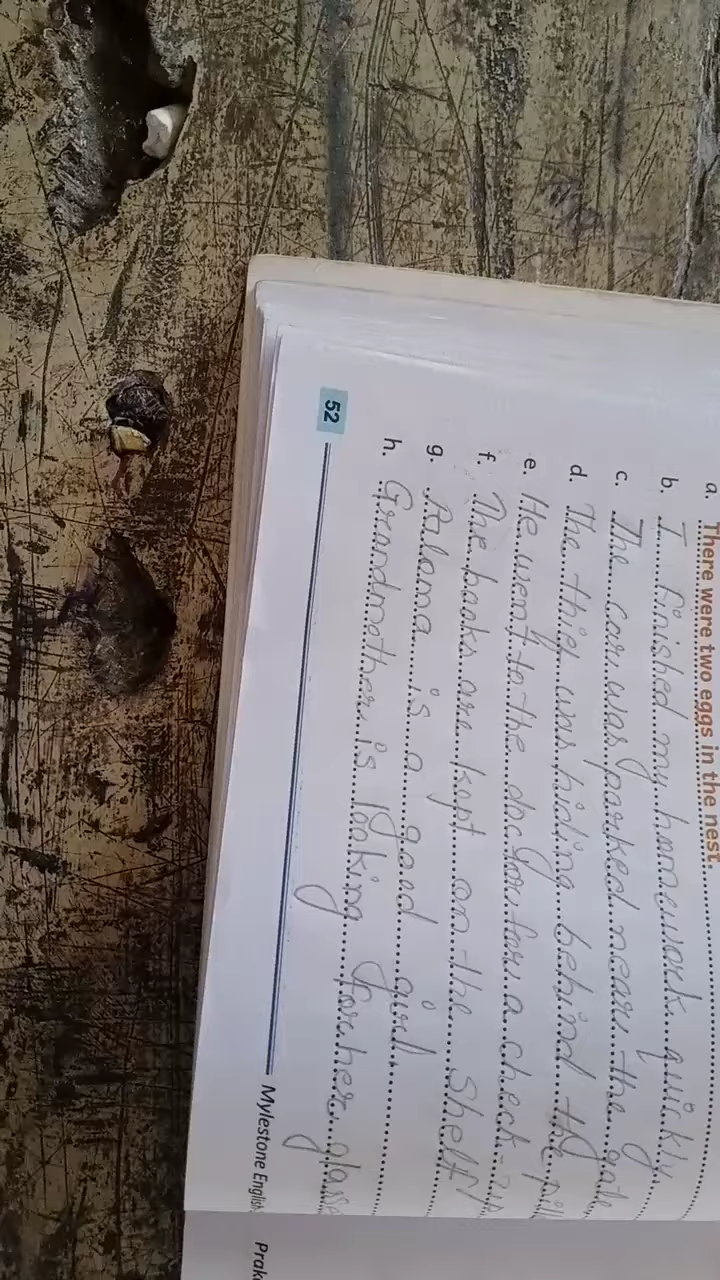 a. There were two eggs in the nest.
b. I finished my homework quickly.
c. The car was parked near the gate
d. The thief was hiding behind the
e. He went to the doctor for a check-up
f. The books are kept on the Shelf
g. Paloma is a good girl
h. Grandmother is looking for her glasse
52
Mylestone English